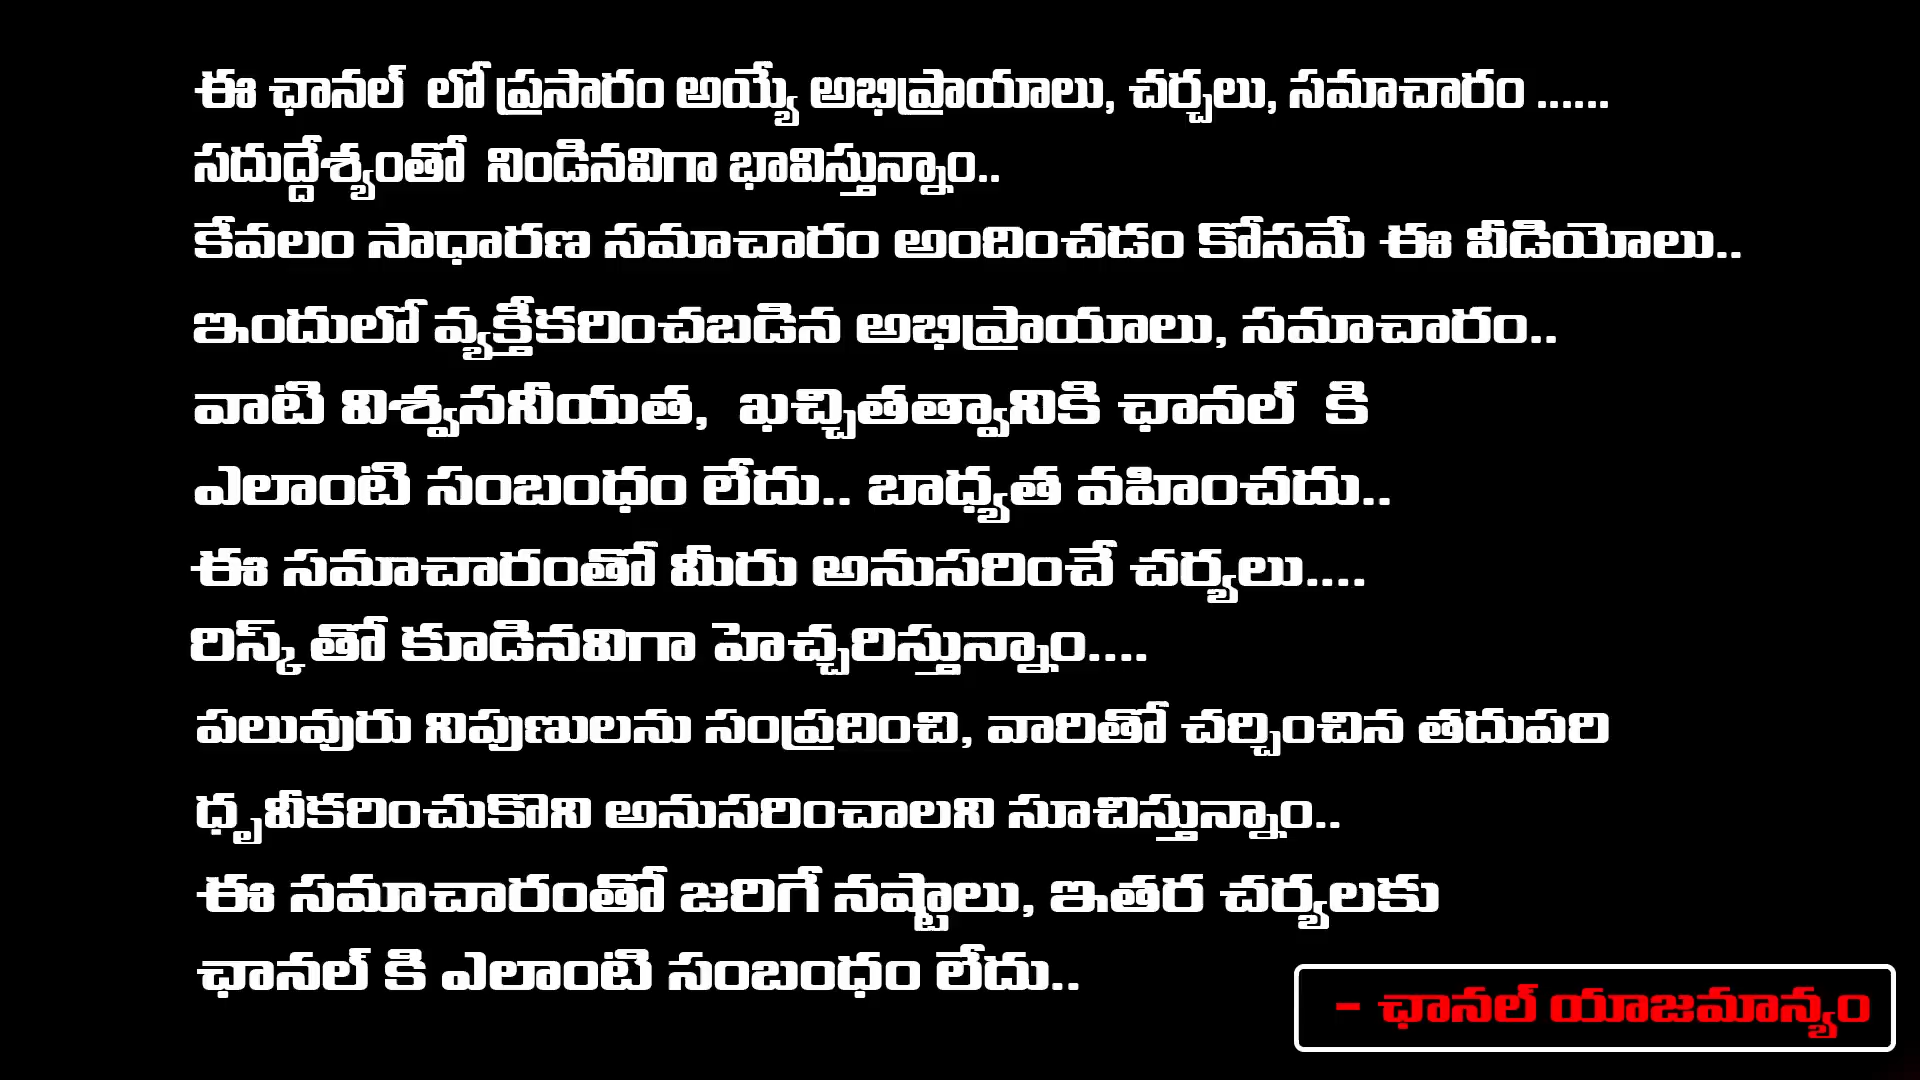 ఈ ఛానల్ లో ప్రసారం అయ్యే అభిప్రాయాలు, చర్చలు, సమాచారం ......
సదుద్దేశ్యంతో నిండినవిగా భావిస్తున్నాం..
కేవలం సాధారణ సమాచారం అందించడం కోసమే ఈ వీడియోలు..
ఇందులో వ్యక్తీకరించబడిన అభిప్రాయాలు, సమాచారం..
వాటి విశ్వసనీయత, ఖచ్చితత్వానికి ఛానల్ కి
ఎలాంటి సంబంధం లేదు.. బాధ్యత వహించదు..
ఈ సమాచారంతో మీరు అనుసరించే చర్యలు....
రిస్క్ తో కూడినవిగా హెచ్చరిస్తున్నాం....
పలువురు నిపుణులను సంప్రదించి, వారితో చర్చించిన తదుపరి
ధృవీకరించుకొని అనుసరించాలని సూచిస్తున్నాం..
ఈ సమాచారంతో జరిగే నష్టాలు, ఇతర చర్యలకు
ఛానల్ కి ఎలాంటి సంబంధం లేదు..
- ఛానల్ యాజమాన్యం